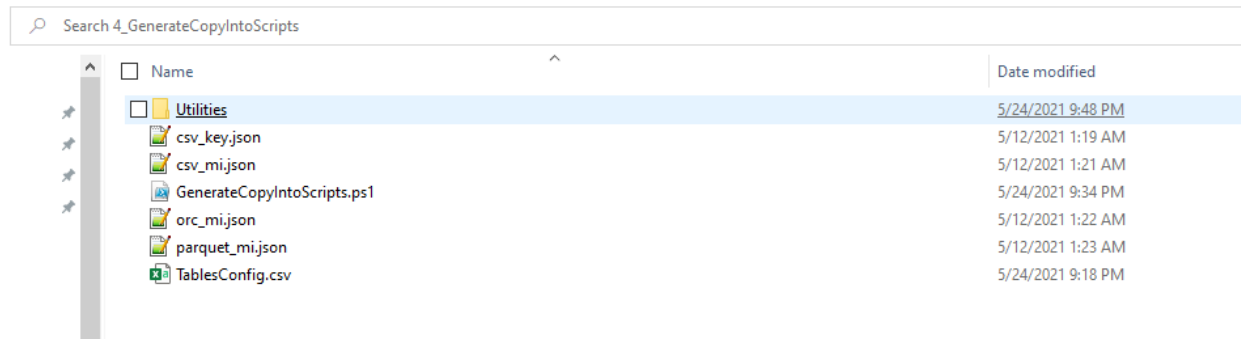 Search 4_GenerateCopyIntoScripts
Name Date modified
Utilities 5/24/2021 9:48 PM
csv_key.json 5/12/2021 1:19 AM
csv_mi.json 5/12/2021 1:21 AM
GenerateCopyIntoScripts.ps1 5/24/2021 9:34 PM
orc_mi.json 5/12/2021 1:22 AM
parquet_mi.json 5/12/2021 1:23 AM
TablesConfig.csv 5/24/2021 9:18 PM